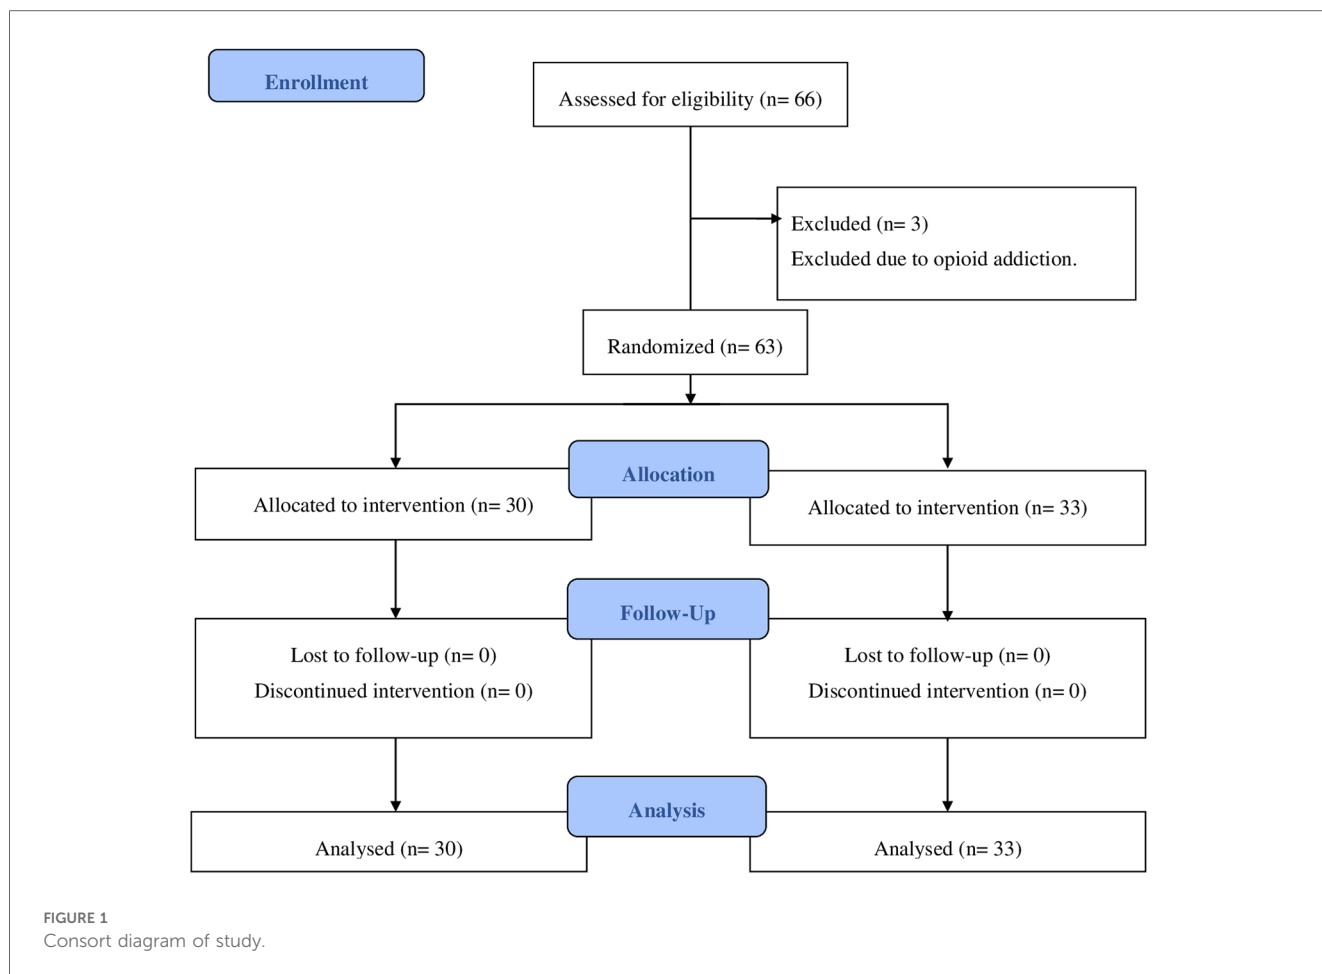 Enrollment
Assessed for eligibility (n= 66)
Excluded (n= 3)
Excluded due to opioid addiction.
Randomized (n= 63)
Allocation
Allocated to intervention (n= 30)
Allocated to intervention (n= 33)
Follow-Up
Lost to follow-up (n= 0)
Discontinued intervention (n= 0)
Lost to follow-up (n= 0)
Discontinued intervention (n= 0)
Analysis
Analysed (n= 30)
Analysed (n= 33)
FIGURE 1
Consort diagram of study.